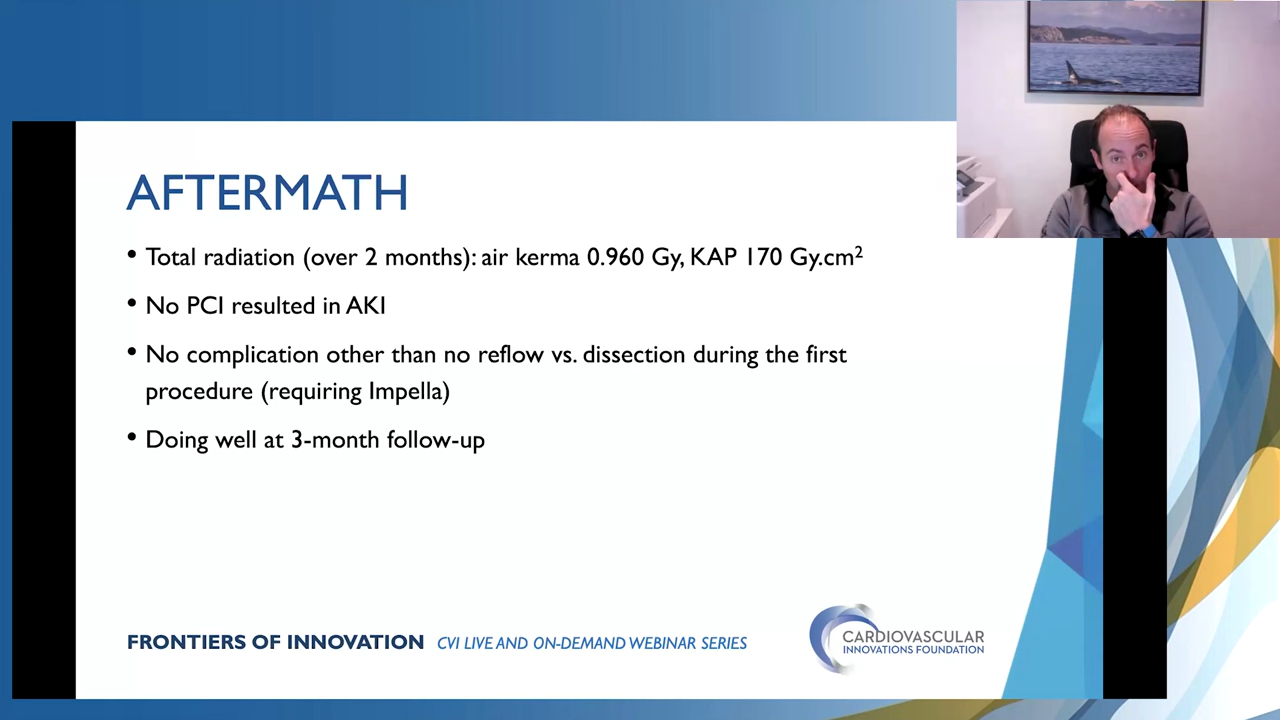 AFTERMATH
• Total radiation (over 2 months): air kerma 0.960 Gy, KAP 170 Gy.cm²
• No PCI resulted in AKI
• No complication other than no reflow vs. dissection during the first
procedure (requiring Impella)
• Doing well at 3-month follow-up
FRONTIERS OF INNOVATION CVI LIVE AND ON-DEMAND WEBINAR SERIES
CARDIOVASCULAR
INNOVATIONS FOUNDATION